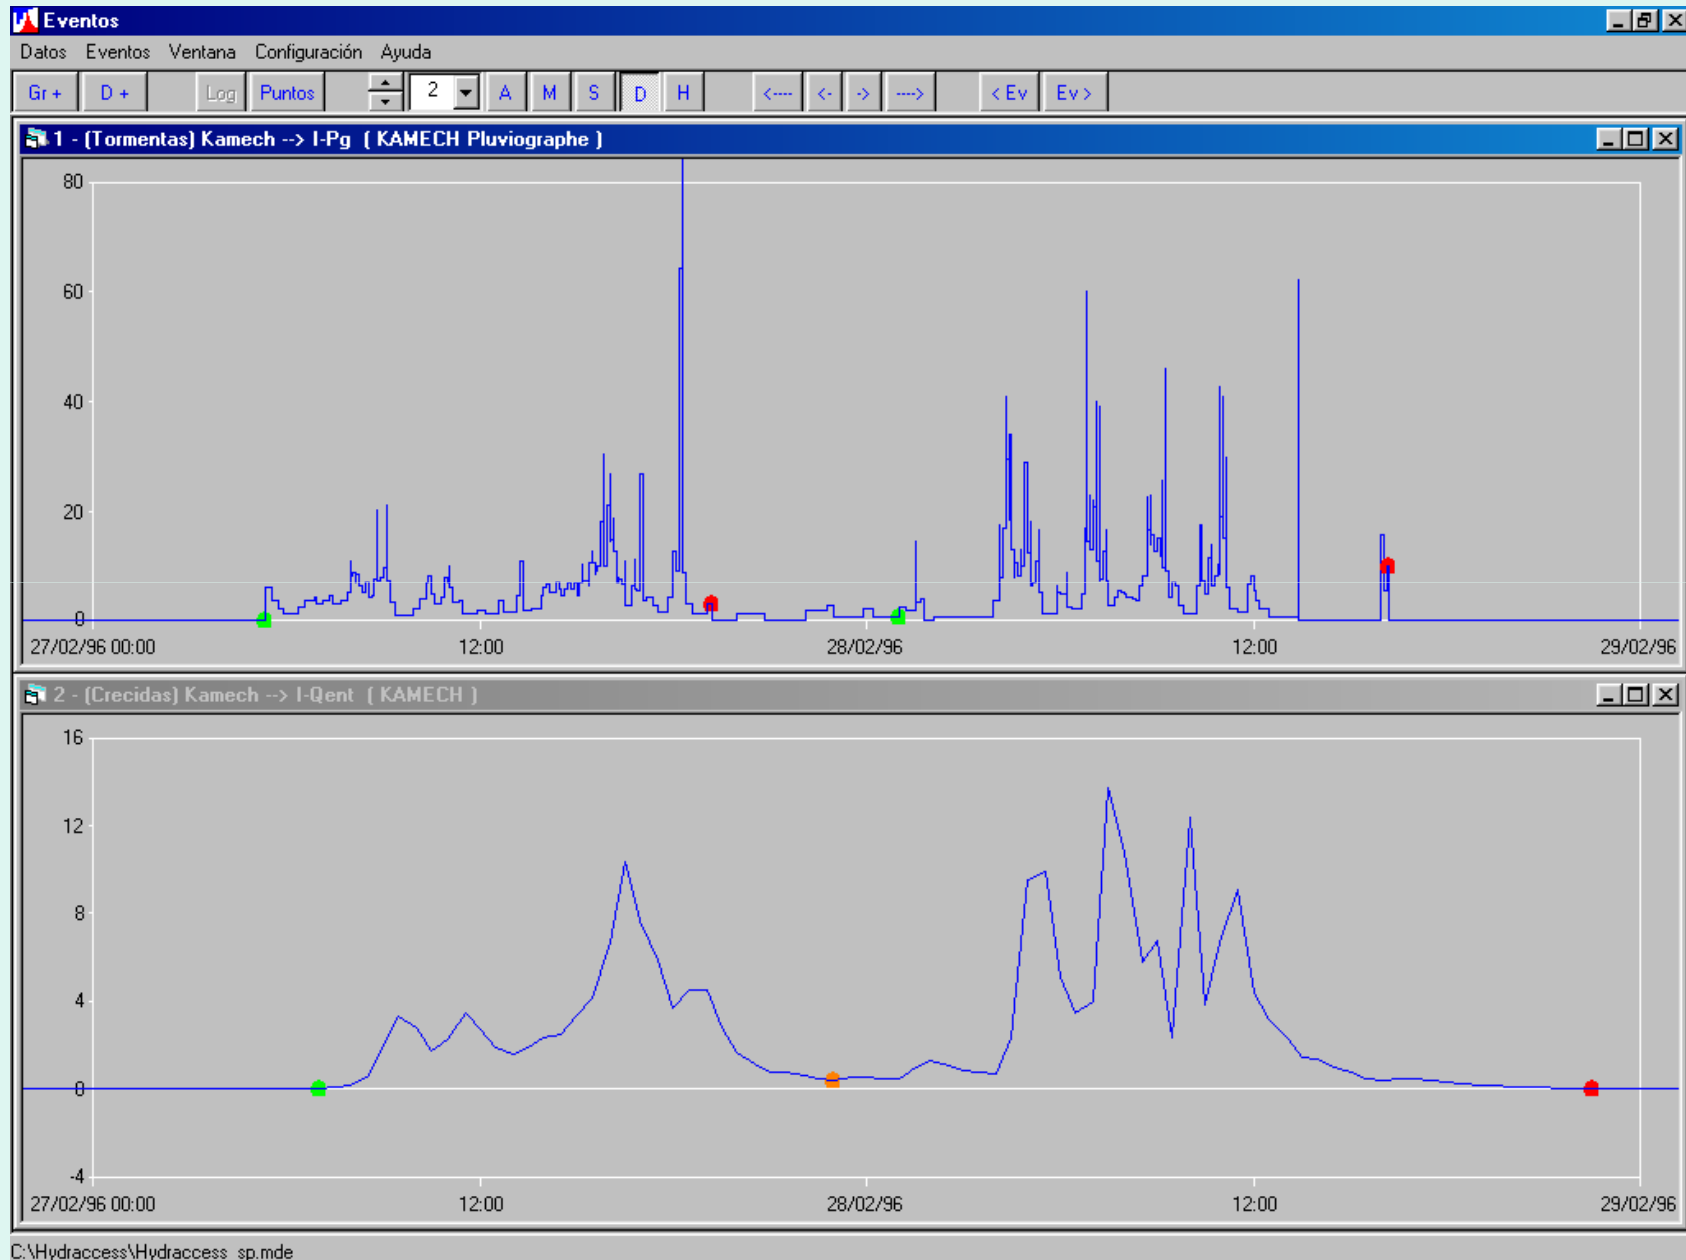 Eventos
Datos Eventos Ventana Configuración Ayuda
Gr + D + Log Puntos 2 A M S D H <---- <- -> ----> < Ev Ev >
1 - (Tormentas) Kamech --> I-Pg ( KAMECH Pluviographe )
80
60
40
20
0
27/02/96 00:00 12:00 28/02/96 12:00 29/02/96
2 - (Crecidas) Kamech --> I-Qent ( KAMECH )
16
12
8
4
0
-4
27/02/96 00:00 12:00 28/02/96 12:00 29/02/96
C:\Hydraccess\Hydraccess_sp.mde